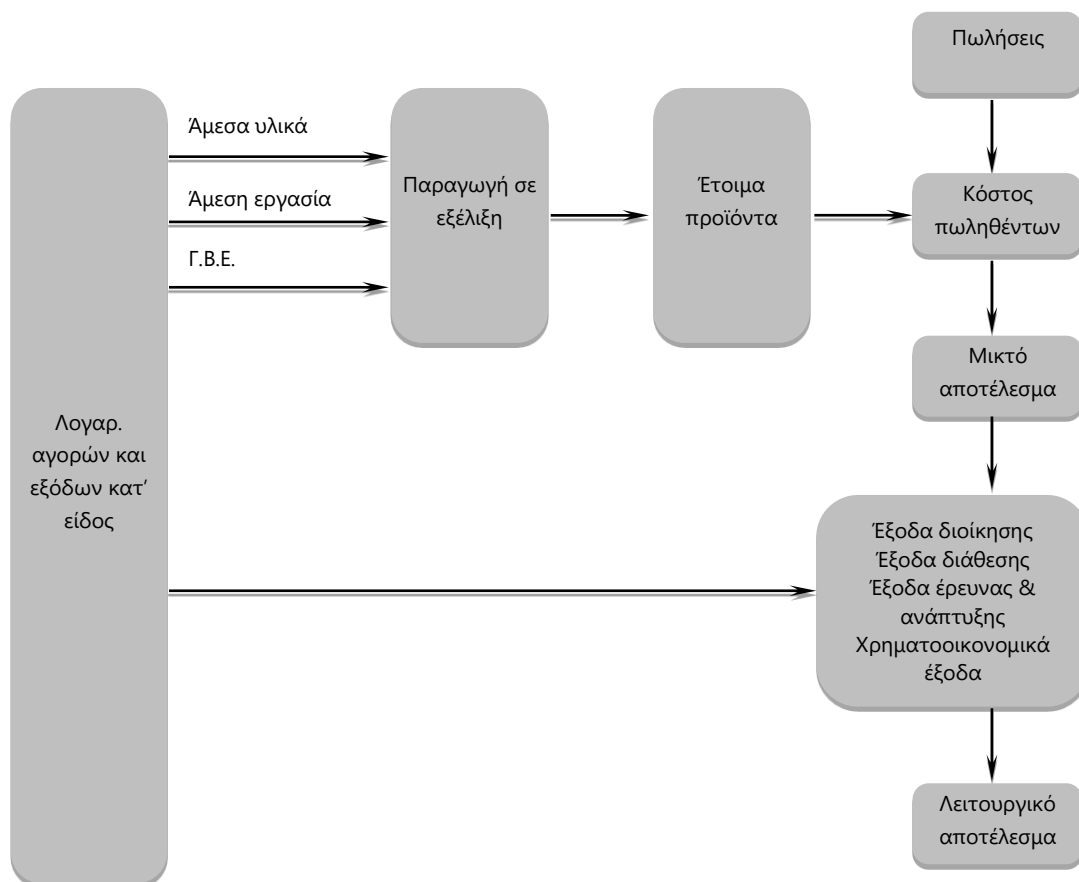 Πωλήσεις
Άμεσα υλικά
Άμεση εργασία
Γ.Β.Ε.
Παραγωγή σε
εξέλιξη
Έτοιμα
προϊόντα
Κόστος
πωληθέντων
Μικτό
αποτέλεσμα
Λογαρ.
αγορών και
εξόδων κατ’
είδος
Έξοδα διοίκησης
Έξοδα διάθεσης
Έξοδα έρευνας &
ανάπτυξης
Χρηματοοικονομικά
έξοδα
Λειτουργικό
αποτέλεσμα